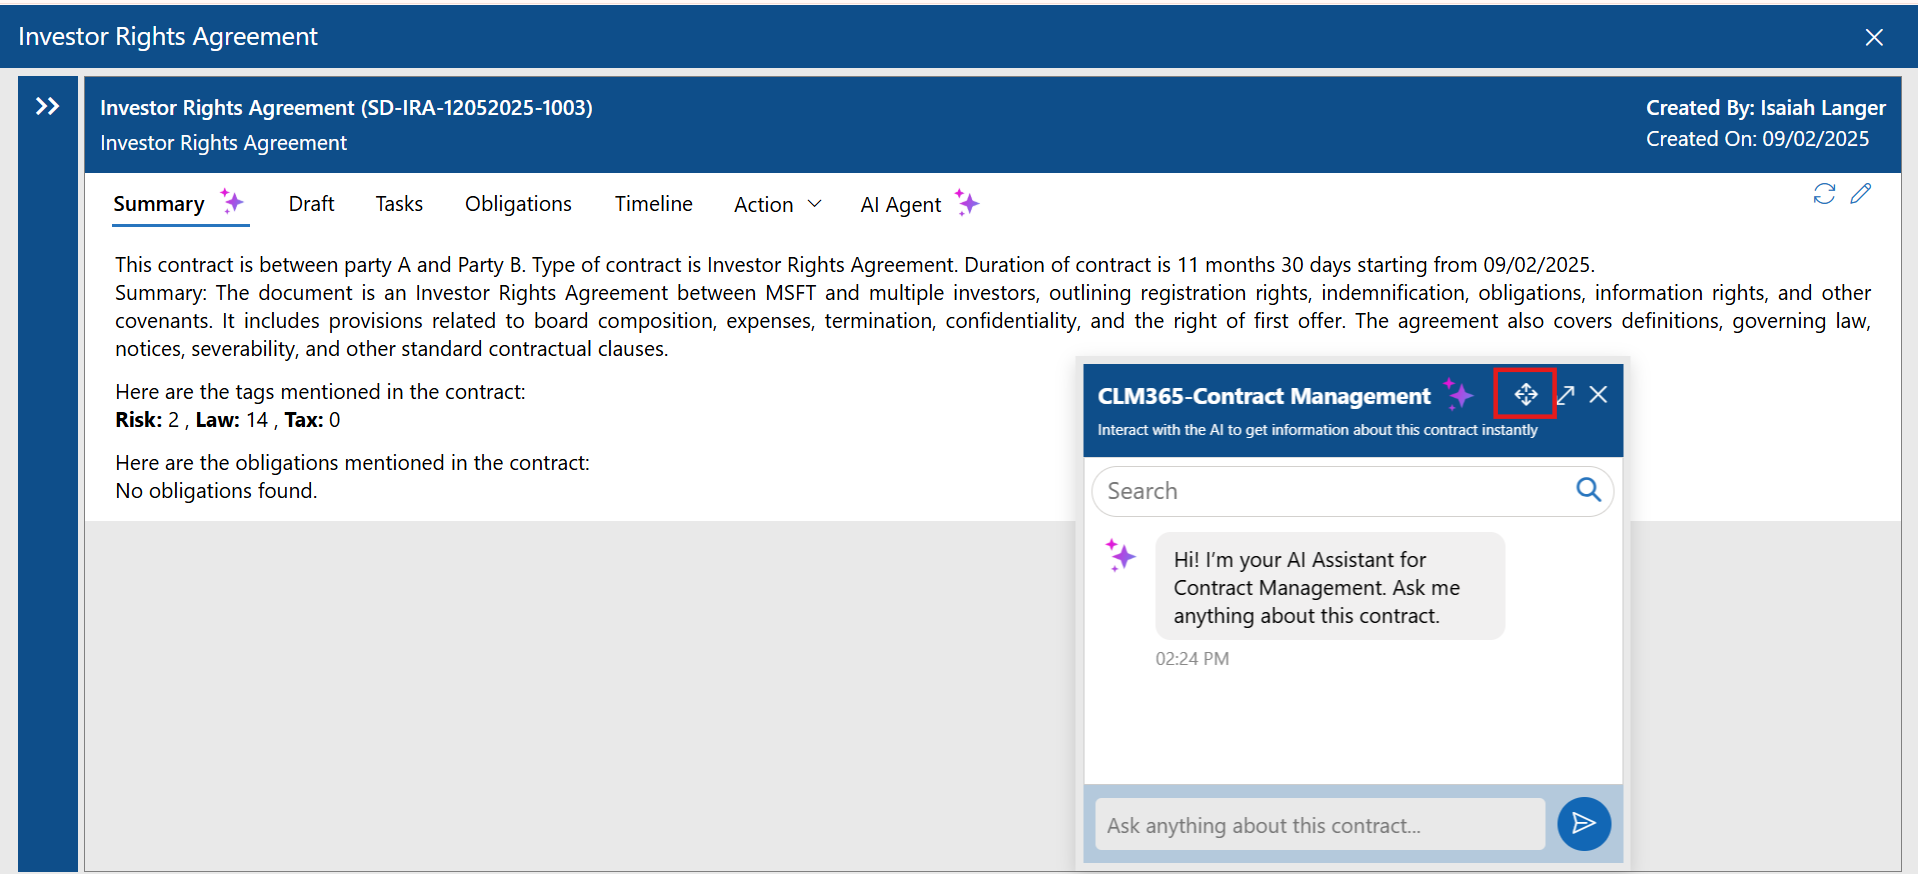 Investor Rights Agreement
Investor Rights Agreement (SD-IRA-12052025-1003)
Investor Rights Agreement
Created By: Isaiah Langer
Created On: 09/02/2025
Summary Draft Tasks Obligations Timeline Action AI Agent
This contract is between party A and Party B. Type of contract is Investor Rights Agreement. Duration of contract is 11 months 30 days starting from 09/02/2025.
Summary: The document is an Investor Rights Agreement between MSFT and multiple investors, outlining registration rights, indemnification, obligations, information rights, and other
covenants. It includes provisions related to board composition, expenses, termination, confidentiality, and the right of first offer. The agreement also covers definitions, governing law,
notices, severability, and other standard contractual clauses.
Here are the tags mentioned in the contract:
Risk: 2 , Law: 14 , Tax: 0
Here are the obligations mentioned in the contract:
No obligations found.
CLM365-Contract Management
Interact with the AI to get information about this contract instantly
Search
Hi! I'm your AI Assistant for
Contract Management. Ask me
anything about this contract.
02:24 PM
Ask anything about this contract...